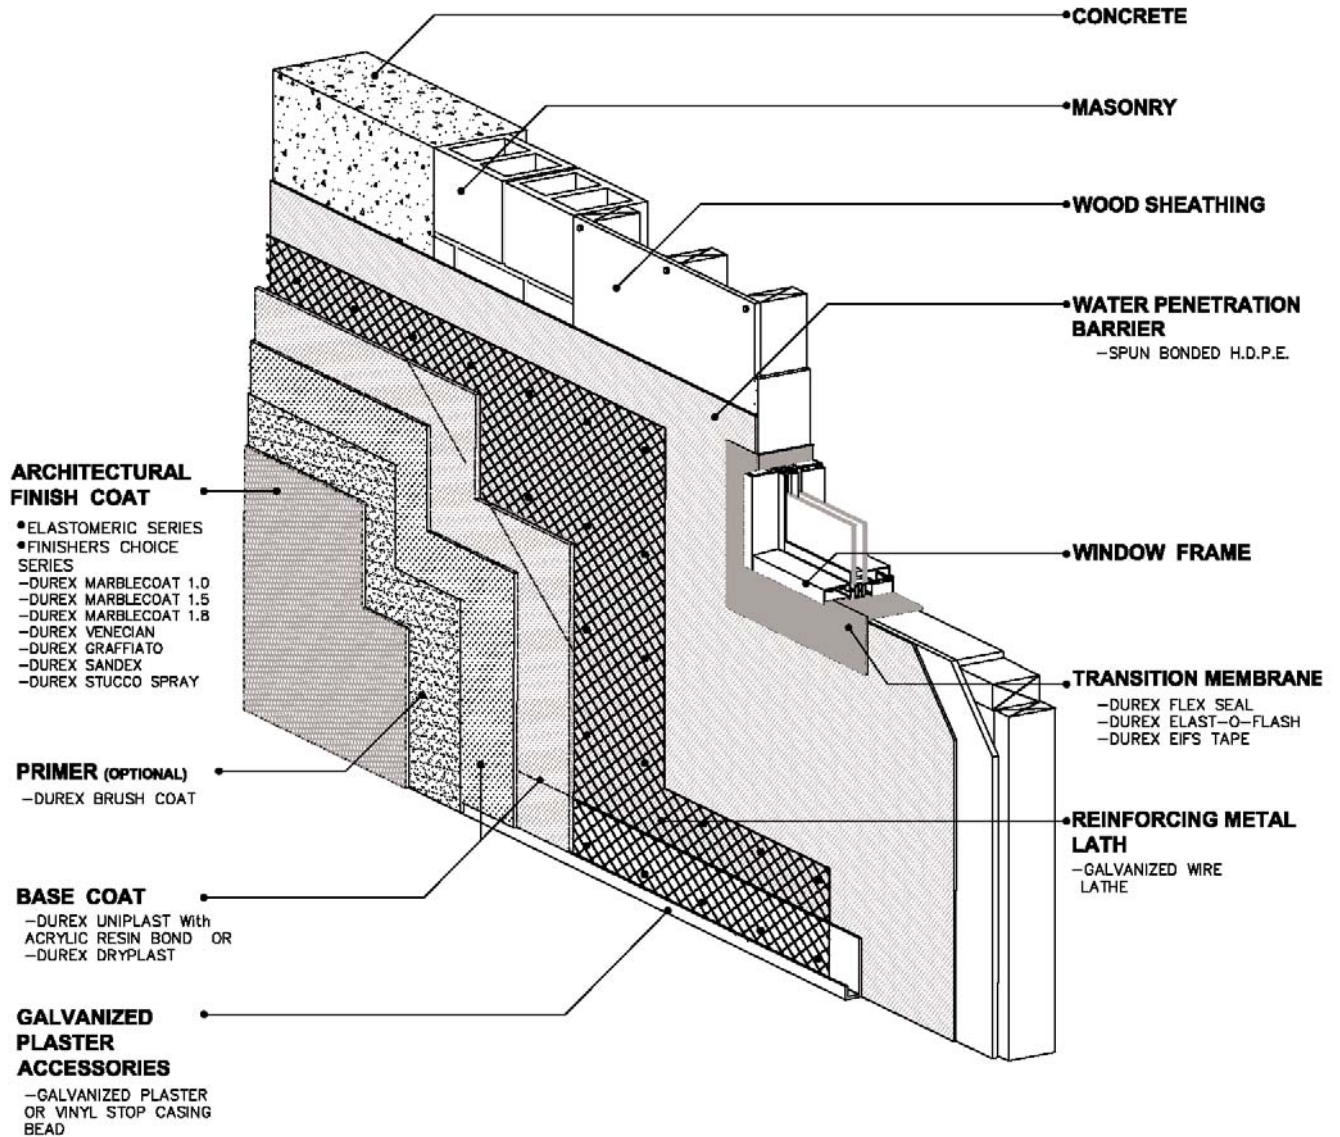 CONCRETE
MASONRY
WOOD SHEATHING
WATER PENETRATION
BARRIER
-SPUN BONDED H.D.P.E.
WINDOW FRAME
TRANSITION MEMBRANE
-DUREX FLEX SEAL
-DUREX ELAST-O-FLASH
-DUREX EIFS TAPE
REINFORCING METAL
LATH
-GALVANIZED WIRE
LATHE
ARCHITECTURAL
FINISH COAT
•ELASTOMERIC SERIES
•FINISHERS CHOICE
SERIES
-DUREX MARBLECOAT 1.0
-DUREX MARBLECOAT 1.5
-DUREX MARBLECOAT 1.8
-DUREX VENECIAN
-DUREX GRAFFIATO
-DUREX SANDEX
-DUREX STUCCO SPRAY
PRIMER (OPTIONAL)
-DUREX BRUSH COAT
BASE COAT
-DUREX UNIPLAST With
ACRYLIC RESIN BOND OR
-DUREX DRYPLAST
GALVANIZED
PLASTER
ACCESSORIES
-GALVANIZED PLASTER
OR VINYL STOP CASING
BEAD